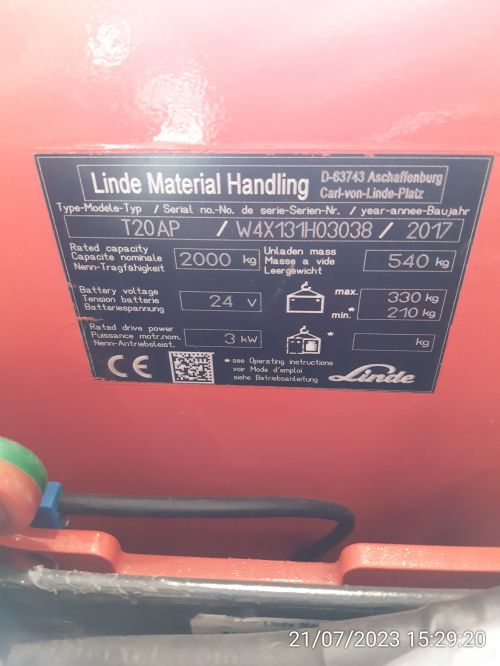 Linde Material Handling
D-63743 Aschaffenburg
Carl-von-Linde-Platz
Type-Modele-Typ / Serial no.-No. de serie-Serien-Nr. / year-annee-Baujahr
T20AP / W4X131H03038 / 2017
Rated capacity
Capacite nominale
Nenn-Tragfähigkeit
2000 kg
Unladen mass
Masse a vide
Leergewicht
540 kg
Battery voltage
Tension batterie
Batteriespannung
24 V
max. 330 kg
* min. 210 kg
Rated drive power
Puissance motr.nom.
Nenn-Antriebsleist.
3 kW
* kg
CE
* see Operating instructions
voir Mode d'emploi
siehe Betriebsanleitung
Linde
Linde Ma
21/07/2023 15:29:20